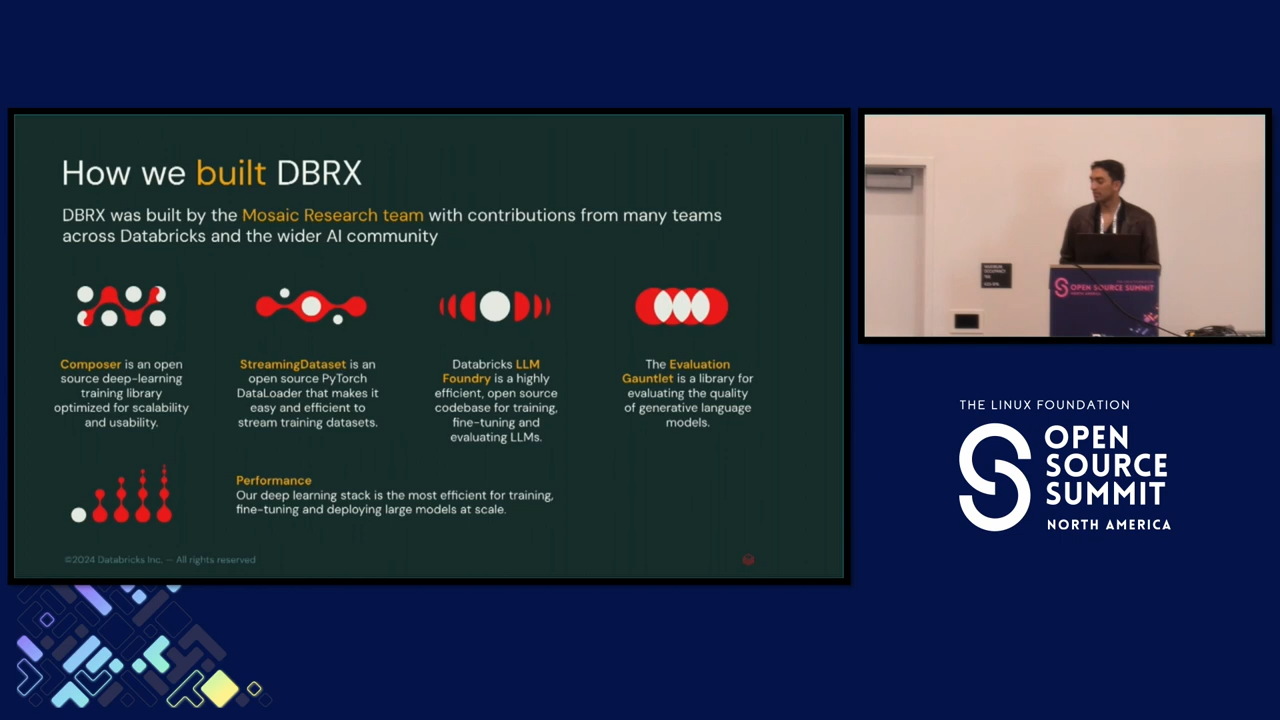 How we built DBRX
DBRX was built by the Mosaic Research team with contributions from many teams
across Databricks and the wider AI community
Composer is an open
source deep-learning
training library
optimized for scalability
and usability.
StreamingDataset is an
open source PyTorch
DataLoader that makes it
easy and efficient to
stream training datasets.
Databricks LLM
Foundry is a highly
efficient, open source
codebase for training,
fine-tuning and
evaluating LLMs.
The Evaluation
Gauntlet is a library for
evaluating the quality
of generative language
models.
Performance
Our deep learning stack is the most efficient for training,
fine-tuning and deploying large models at scale.
©2024 Databricks Inc. — All rights reserved
OPEN SOURCE SUMMIT
NORTH AMERICA
THE LINUX FOUNDATION
OPEN
SOURCE
SUMMIT
NORTH AMERICA